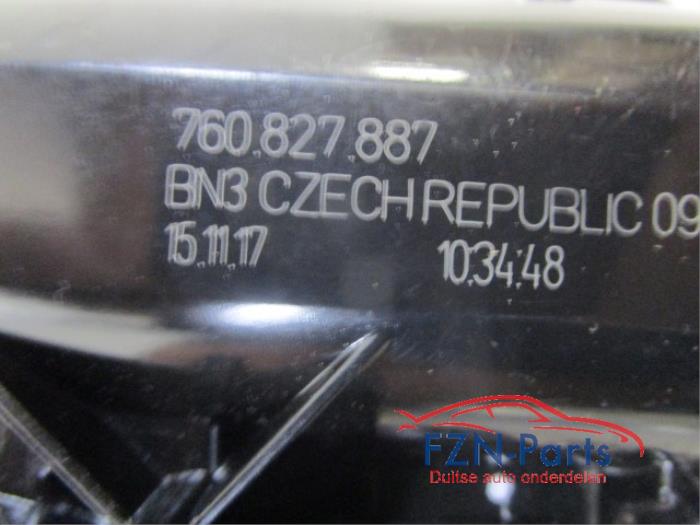 760.827.887
BN3 CZECH REPUBLIC 09
15.11.17 10.34.48
FZN-Parts
Duitse auto onderdelen